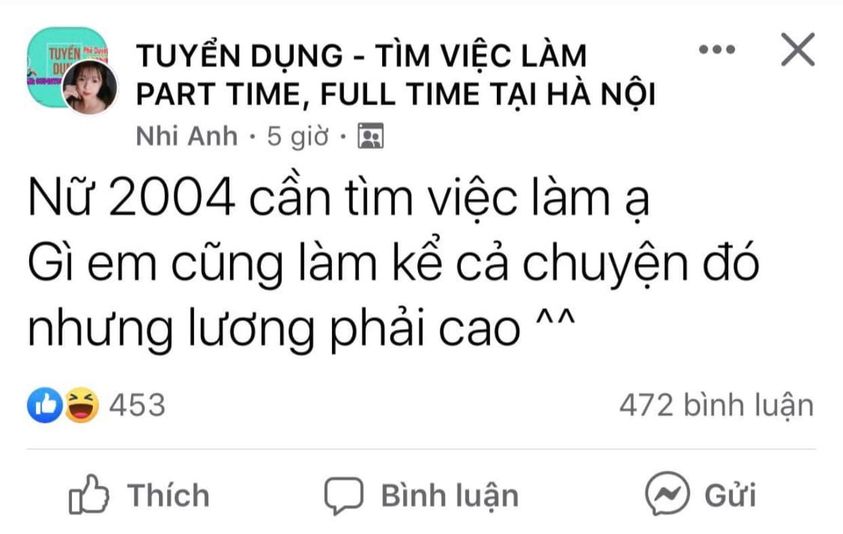 TUYỂN
TUYỂN DỤNG - TÌM VIỆC LÀM
PART TIME, FULL TIME TẠI HÀ NỘI
Nhi Anh · 5 giờ ·
Nữ 2004 cần tìm việc làm ạ
Gì em cũng làm kể cả chuyện đó
nhưng lương phải cao ^^
453
472 bình luận
Thích
Bình luận
Gửi